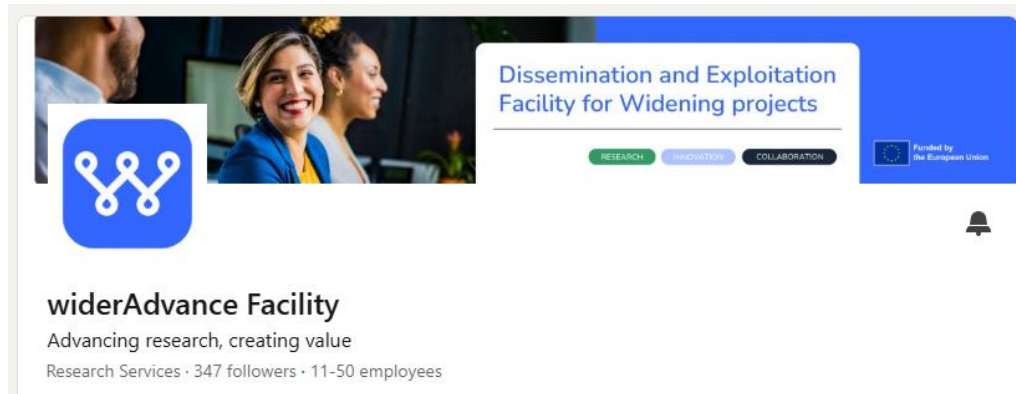 Dissemination and Exploitation
Facility for Widening projects
RESEARCH INNOVATION COLLABORATION
Funded by
the European Union
widerAdvance Facility
Advancing research, creating value
Research Services · 347 followers · 11-50 employees